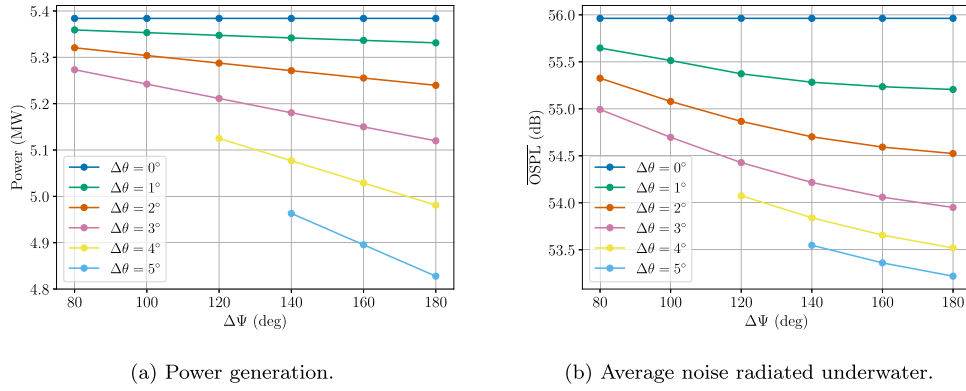 5.4
5.3
5.2
5.1
5.0
4.9
4.8
Power (MW)
Δθ = 0°
Δθ = 1°
Δθ = 2°
Δθ = 3°
Δθ = 4°
Δθ = 5°
80 100 120 140 160 180
ΔΨ (deg)
(a) Power generation.
56.0
55.5
55.0
54.5
54.0
53.5
OSPL (dB)
Δθ = 0°
Δθ = 1°
Δθ = 2°
Δθ = 3°
Δθ = 4°
Δθ = 5°
80 100 120 140 160 180
ΔΨ (deg)
(b) Average noise radiated underwater.